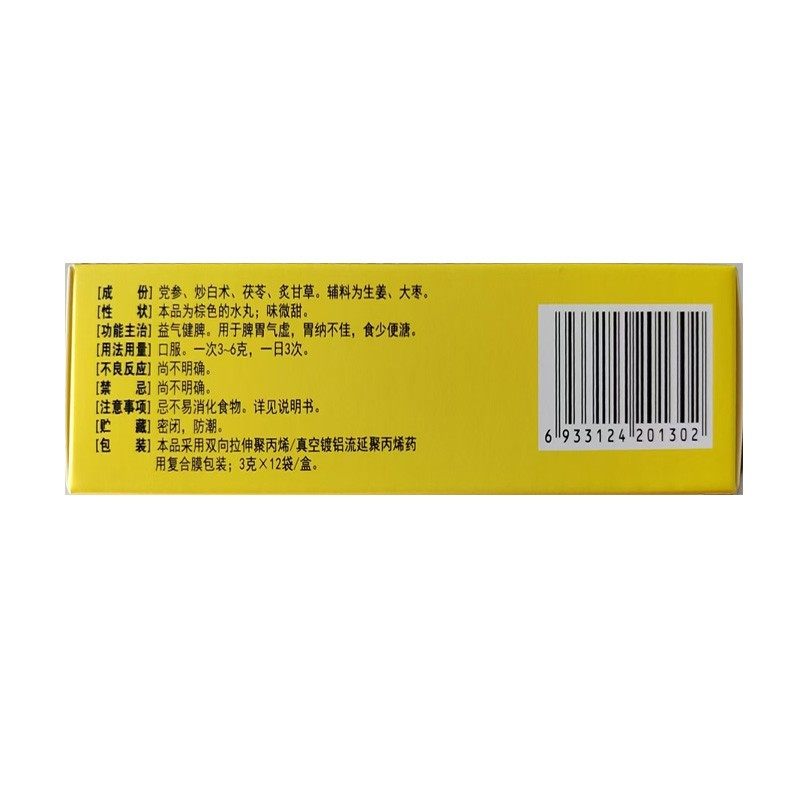 [成　份] 党参、炒白术、茯苓、炙甘草。辅料为生姜、大枣。
[性　状] 本品为棕色的水丸；味微甜。
[功能主治] 益气健脾。用于脾胃气虚，胃纳不佳，食少便溏。
[用法用量] 口服。一次3~6克，一日3次。
[不良反应] 尚不明确。
[禁　忌] 尚不明确。
[注意事项] 忌不易消化食物。详见说明书。
[贮　藏] 密闭，防潮。
[包　装] 本品采用双向拉伸聚丙烯/真空镀铝流延聚丙烯药
用复合膜包装；3克×12袋/盒。
6 933124 201302